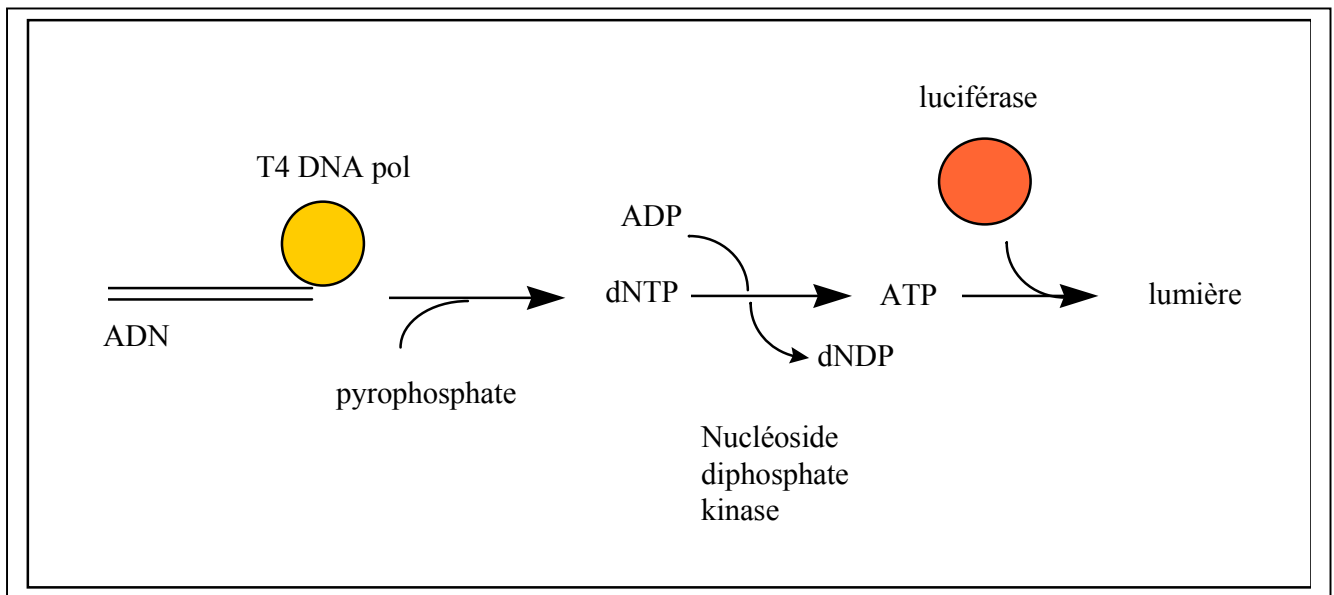 luciférase
T4 DNA pol
ADP
dNTP
ATP
lumière
ADN
dNDP
pyrophosphate
Nucléoside
diphosphate
kinase